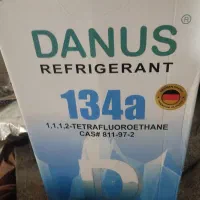 DANUS®
REFRIGERANT
134a
1,1,1,2-TETRAFLUOROETHANE
CAS# 811-97-2